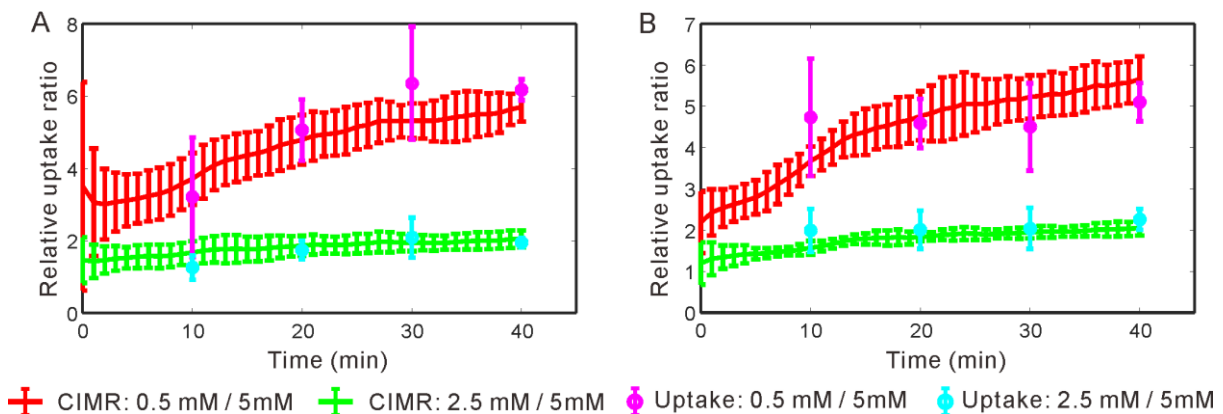 A
B
Relative uptake ratio
8
6
4
2
0
0 10 20 30 40
Time (min)
Relative uptake ratio
7
6
5
4
3
2
1
0
0 10 20 30 40
Time (min)
CIMR: 0.5 mM / 5mM CIMR: 2.5 mM / 5mM Uptake: 0.5 mM / 5mM Uptake: 2.5 mM / 5mM